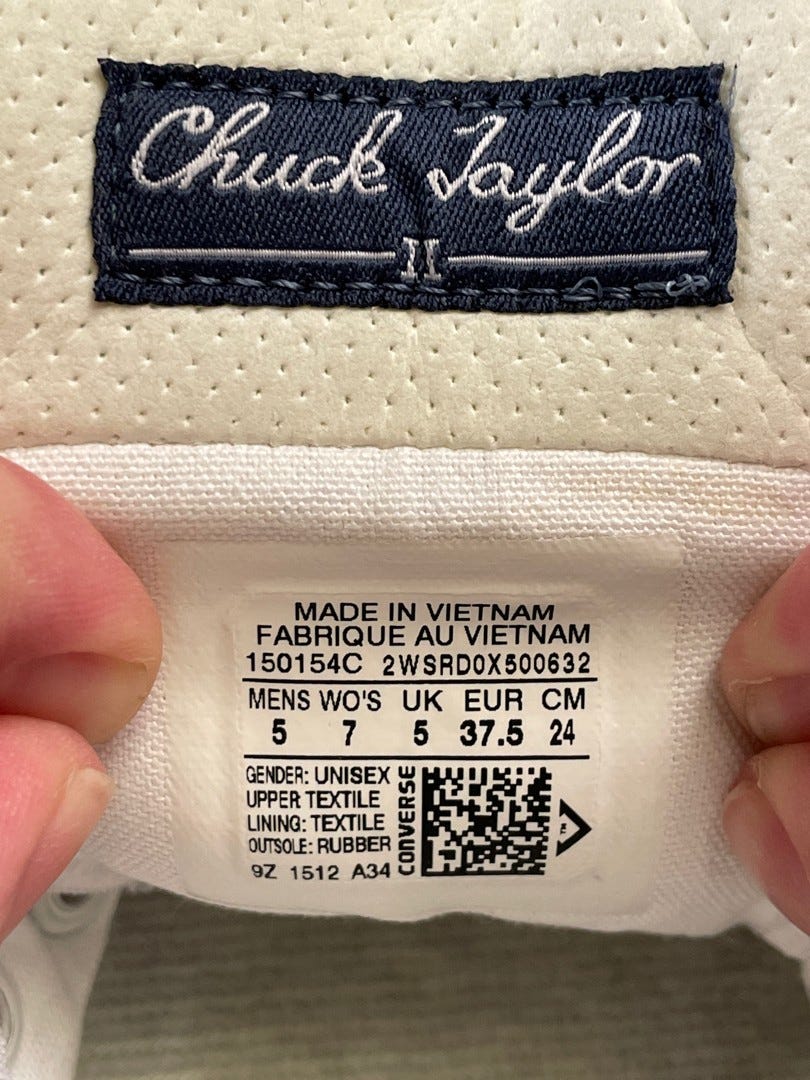 Chuck Taylor
II
MADE IN VIETNAM
FABRIQUE AU VIETNAM
150154C 2WSRD0X500632
MENS WO'S UK EUR CM
5 7 5 37.5 24
GENDER: UNISEX
UPPER TEXTILE
LINING: TEXTILE
OUTSOLE: RUBBER
9Z 1512 A34
CONVERSE